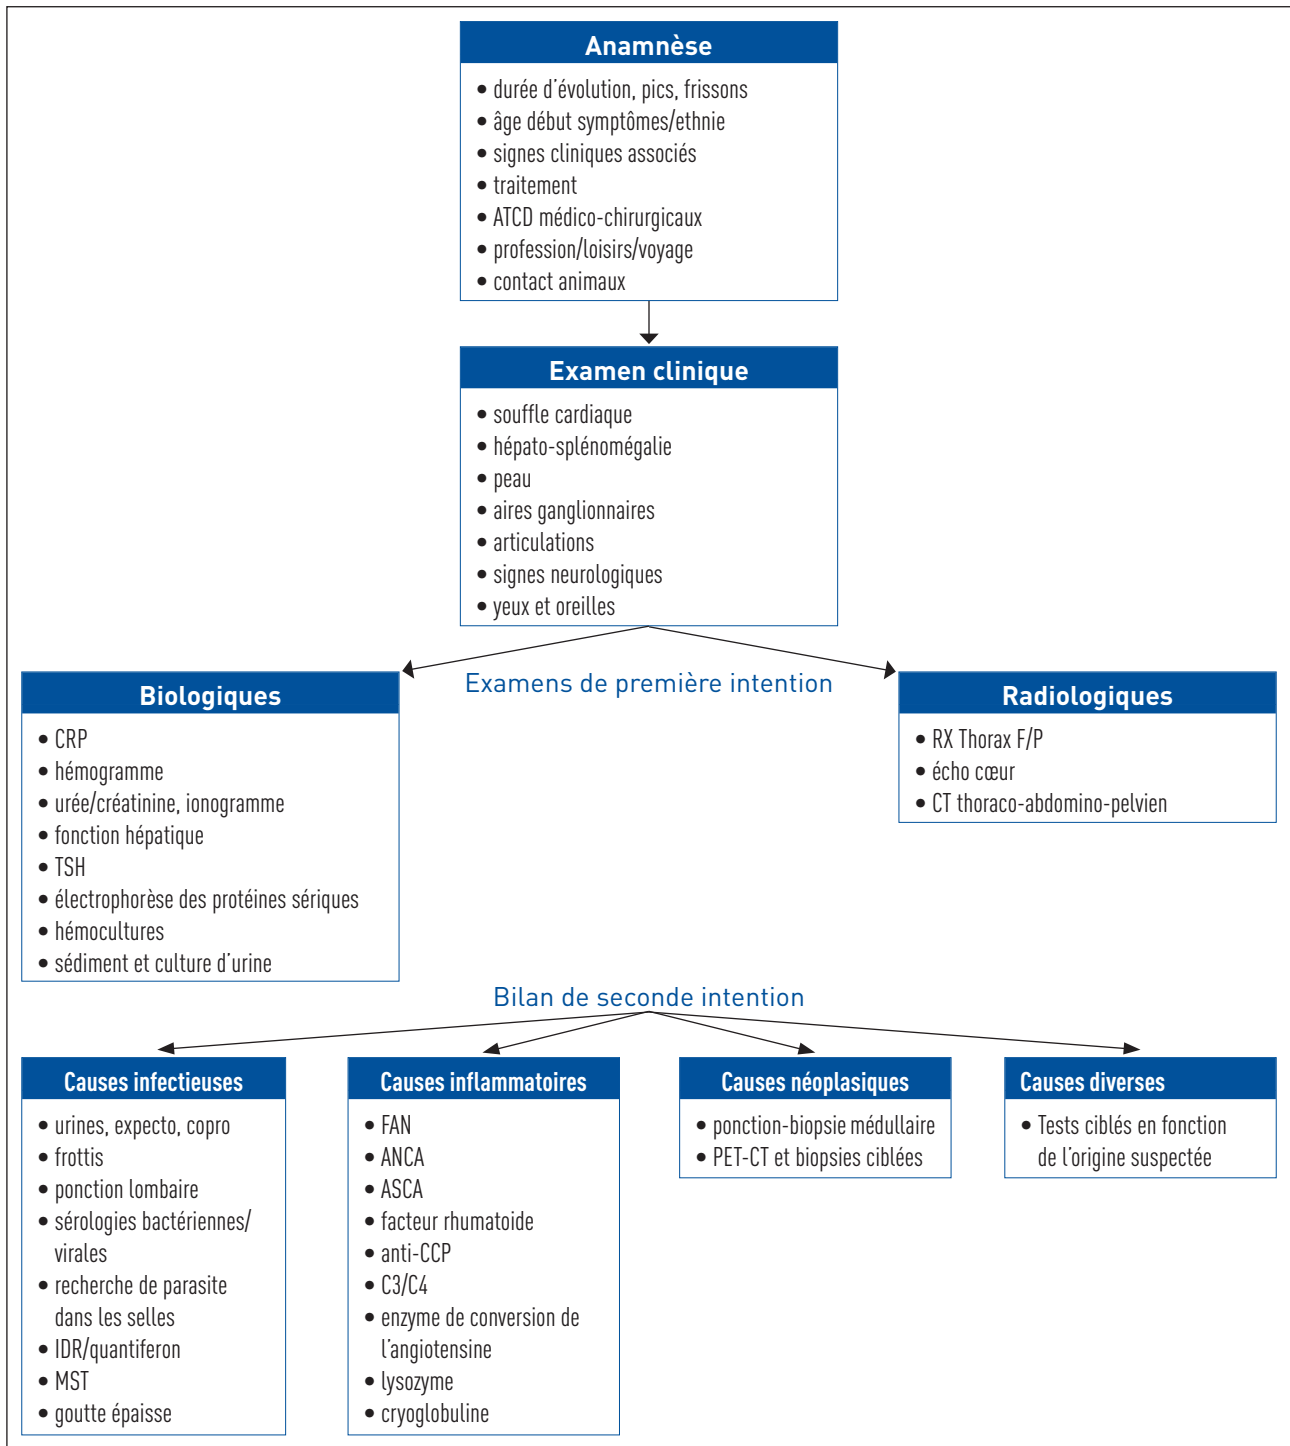 Anamnèse
• durée d'évolution, pics, frissons
• âge début symptômes/ethnie
• signes cliniques associés
• traitement
• ATCD médico-chirurgicaux
• profession/loisirs/voyage
• contact animaux
Examen clinique
• souffle cardiaque
• hépato-splénomégalie
• peau
• aires ganglionnaires
• articulations
• signes neurologiques
• yeux et oreilles
Examens de première intention
Biologiques
• CRP
• hémogramme
• urée/créatinine, ionogramme
• fonction hépatique
• TSH
• électrophorèse des protéines sériques
• hémocultures
• sédiment et culture d'urine
Radiologiques
• RX Thorax F/P
• écho cœur
• CT thoraco-abdomino-pelvien
Bilan de seconde intention
Causes infectieuses
• urines, expecto, copro
• frottis
• ponction lombaire
• sérologies bactériennes/
virales
• recherche de parasite
dans les selles
• IDR/quantiferon
• MST
• goutte épaisse
Causes inflammatoires
• FAN
• ANCA
• ASCA
• facteur rhumatoide
• anti-CCP
• C3/C4
• enzyme de conversion de
l'angiotensine
• lysozyme
• cryoglobuline
Causes néoplasiques
• ponction-biopsie médullaire
• PET-CT et biopsies ciblées
Causes diverses
• Tests ciblés en fonction
de l'origine suspectée